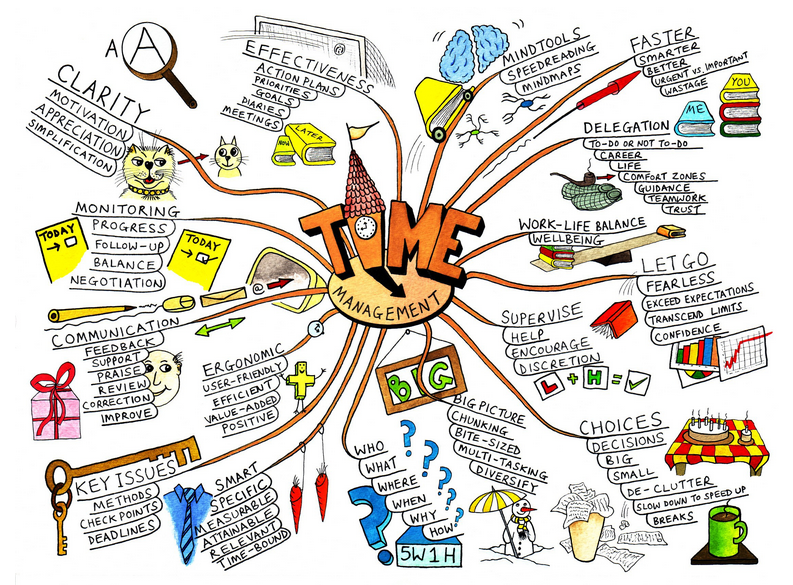 TIME
MANAGEMENT
A A
CLARITY
MOTIVATION
APPRECIATION
SIMPLIFICATION
EFFECTIVENESS
ACTION PLANS
PRIORITIES
GOALS
DIARIES
MEETINGS
NOW
LATER
MINDTOOLS
SPEEDREADING
MINDMAPS
FASTER
SMARTER
BETTER
URGENT VS. IMPORTANT
WASTAGE
YOU
ME
DELEGATION
TO-DO OR NOT TO-DO
CAREER
LIFE
COMFORT ZONES
GUIDANCE
TEAMWORK
TRUST
WORK-LIFE BALANCE
WELLBEING
LET GO
FEARLESS
EXCEED EXPECTATIONS
TRANSCEND LIMITS
CONFIDENCE
SUPERVISE
HELP
ENCOURAGE
DISCRETION
L + H = ✓
CHOICES
DECISIONS
BIG
SMALL
DE-CLUTTER
SLOW DOWN TO SPEED UP
BREAKS
BIG
BIG PICTURE
CHUNKING
BITE-SIZED
MULTI-TASKING
DIVERSIFY
WHO
WHAT
WHERE
WHEN
WHY
HOW
5W1H
? ? ? ? ? ?
SMART
SPECIFIC
MEASURABLE
ATTAINABLE
RELEVANT
TIME-BOUND
KEY ISSUES
METHODS
CHECK POINTS
DEADLINES
ERGONOMIC
USER-FRIENDLY
EFFICIENT
VALUE-ADDED
POSITIVE
COMMUNICATION
FEEDBACK
SUPPORT
PRAISE
REVIEW
CORRECTION
IMPROVE
@
MONITORING
PROGRESS
FOLLOW-UP
BALANCE
NEGOTIATION
TODAY
→ □
TODAY
→ ☑